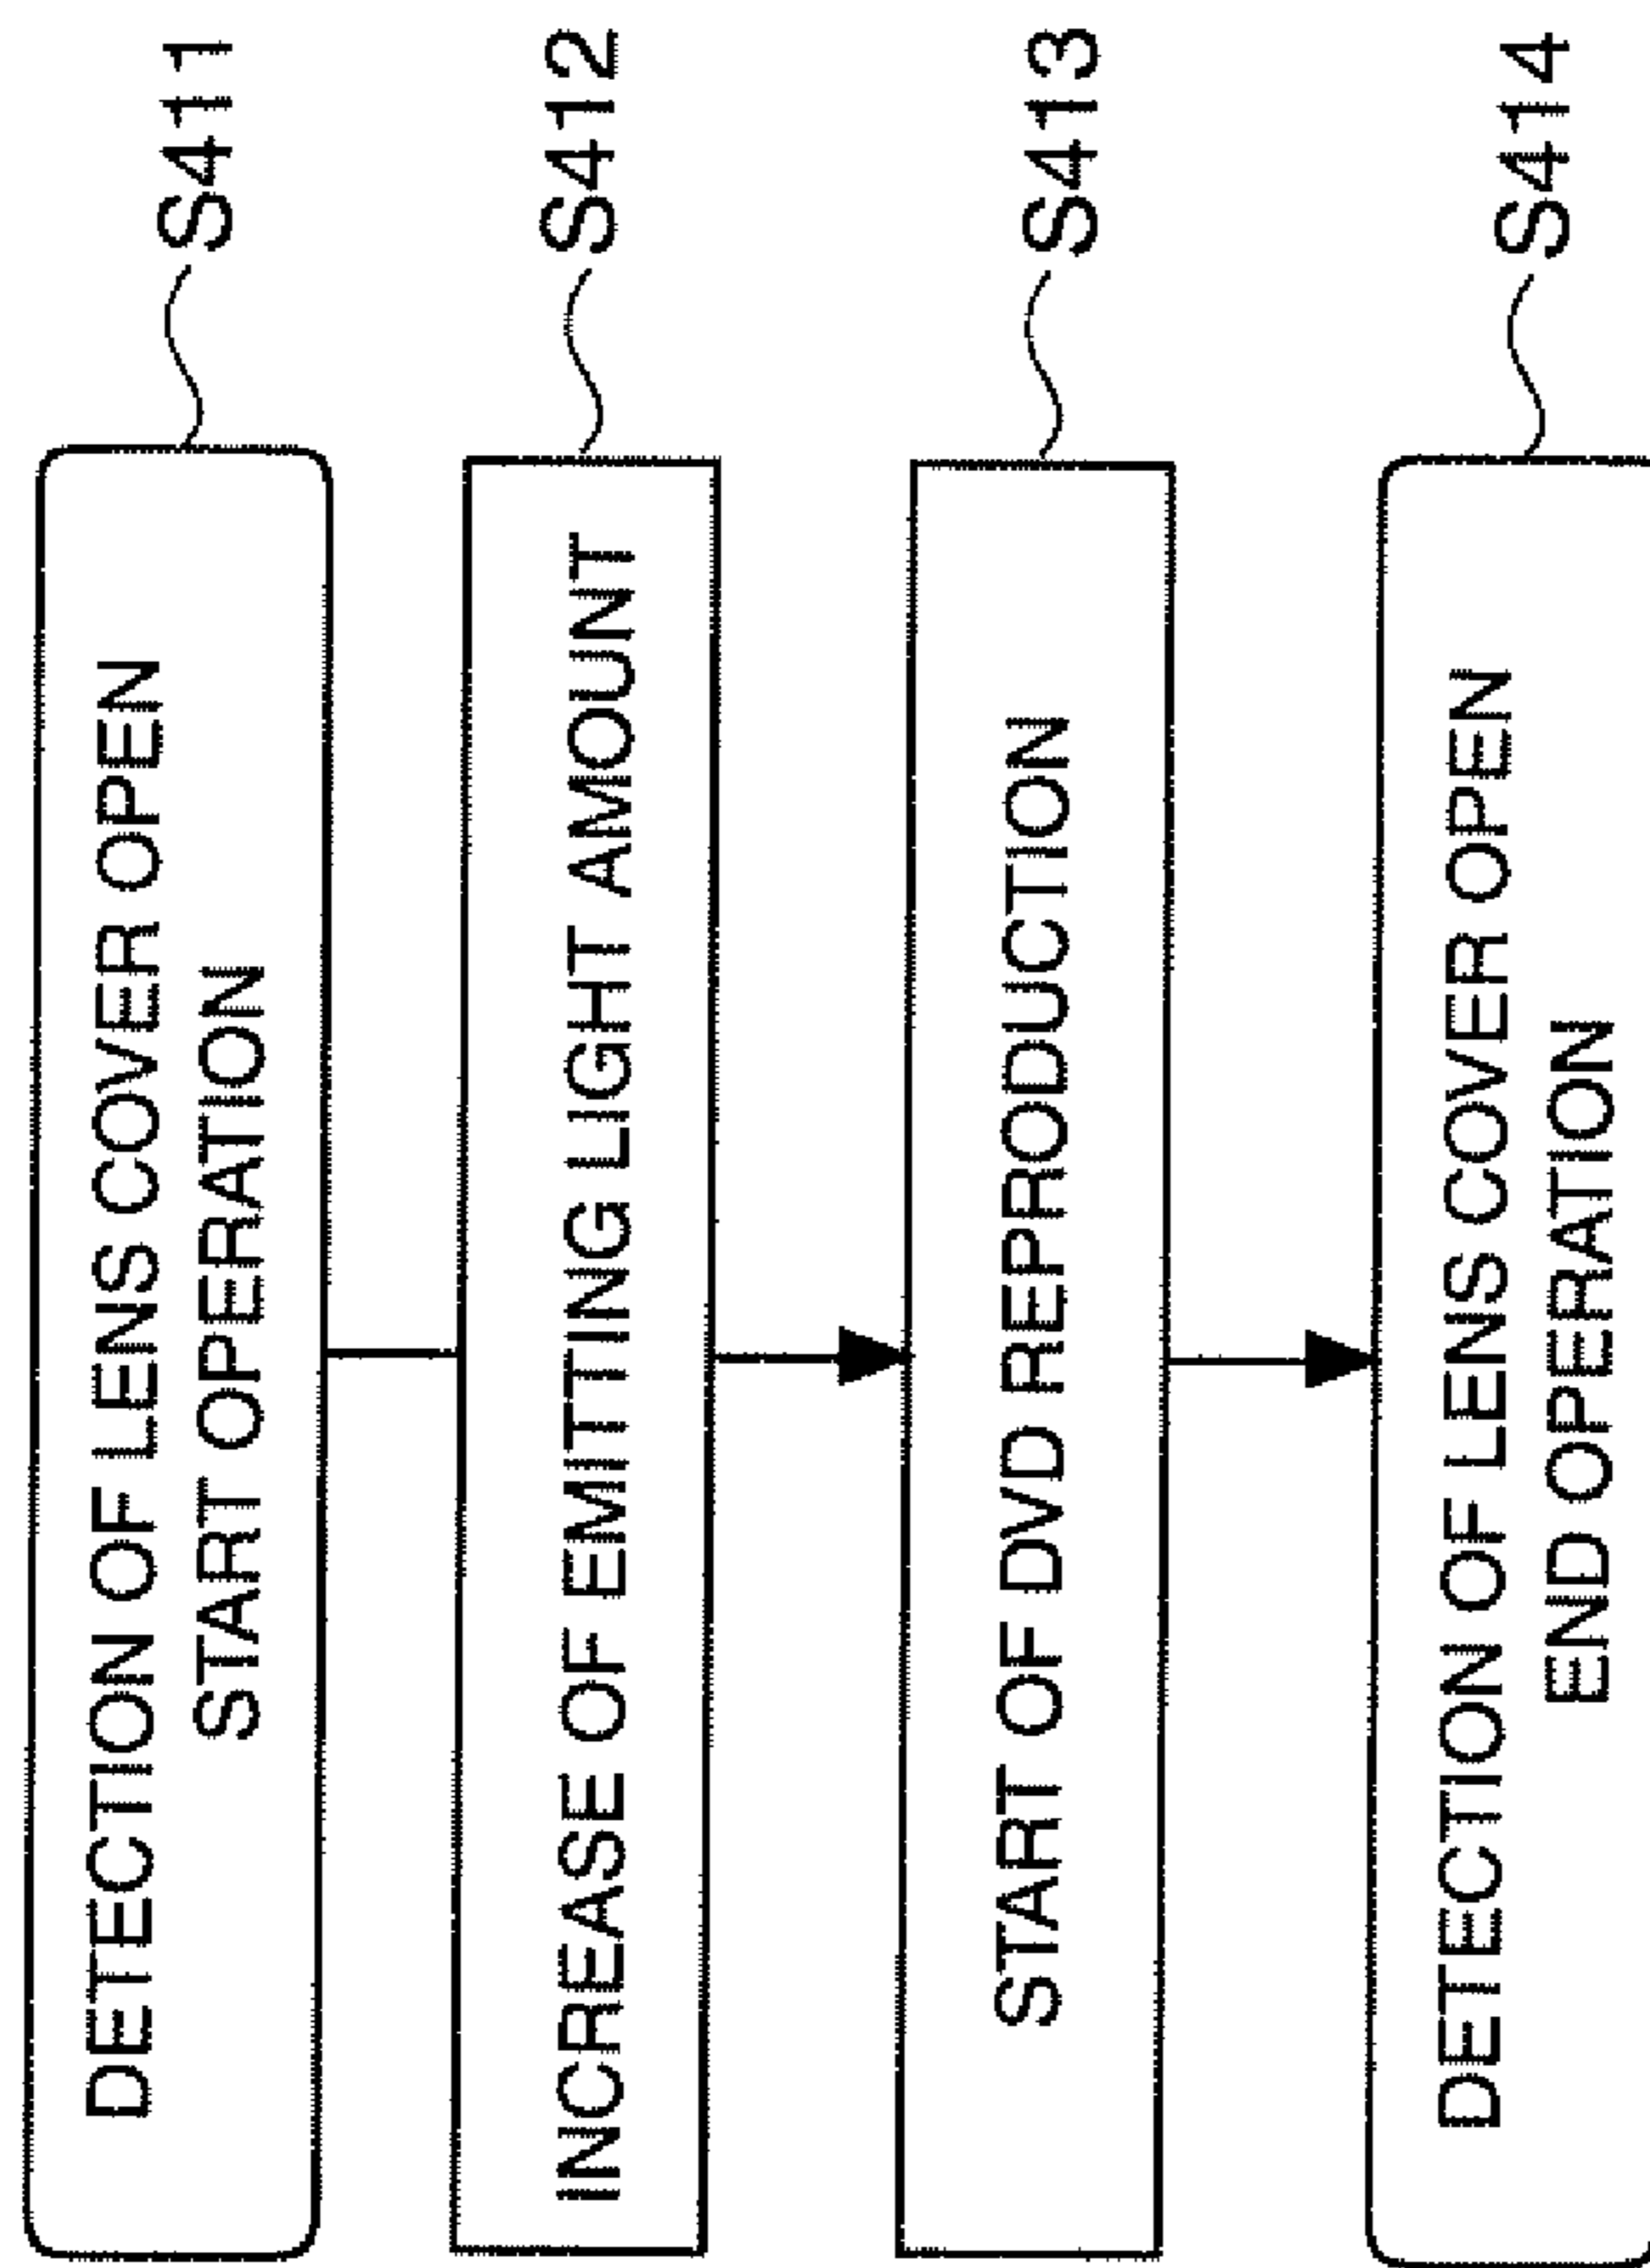 DETECTION OF LENS COVER OPEN
START OPERATION
S411
INCREASE OF EMITTING LIGHT AMOUNT
S412
START OF DVD REPRODUCTION
S413
DETECTION OF LENS COVER OPEN
END OPERATION
S414